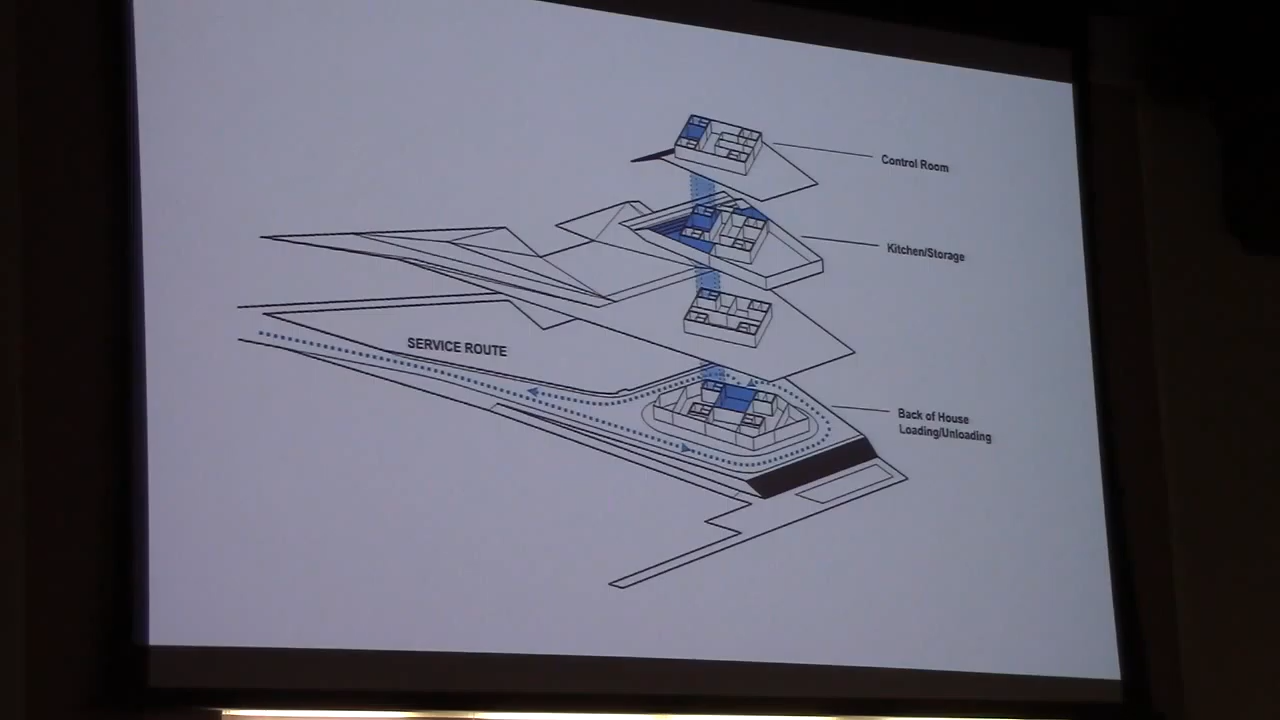 Control Room
Kitchen/Storage
SERVICE ROUTE
Back of House
Loading/Unloading